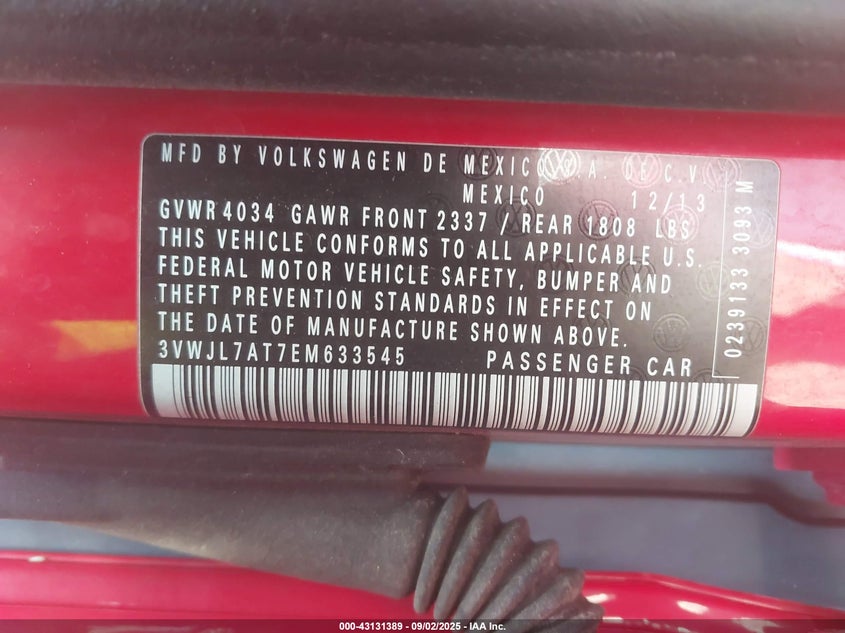 MFD BY VOLKSWAGEN DE MEXICO S.A. DE C.V.
MEXICO 12/13
GVWR 4034 GAWR FRONT 2337 / REAR 1808 LBS
THIS VEHICLE CONFORMS TO ALL APPLICABLE U.S.
FEDERAL MOTOR VEHICLE SAFETY, BUMPER AND
THEFT PREVENTION STANDARDS IN EFFECT ON
THE DATE OF MANUFACTURE SHOWN ABOVE.
3VWJL7AT7EM633545 PASSENGER CAR
0239133 3093 M
000-43131389 - 09/02/2025 - IAA Inc.